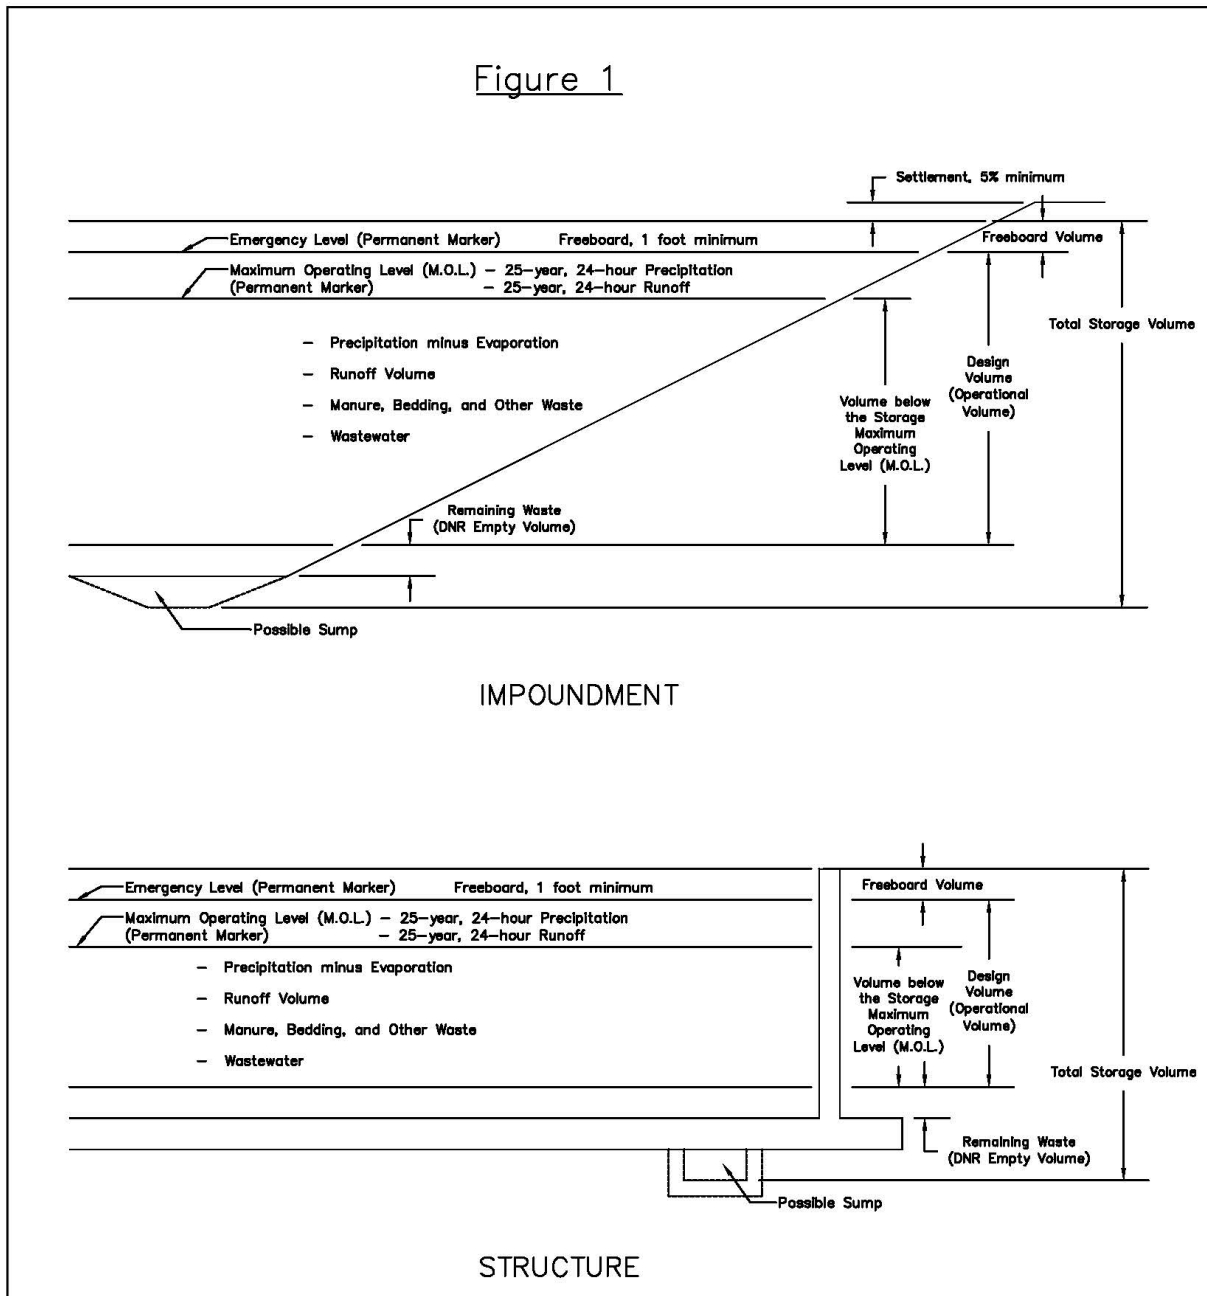 Figure 1
Settlement, 5% minimum
Emergency Level (Permanent Marker) Freeboard, 1 foot minimum
Freeboard Volume
Maximum Operating Level (M.O.L.) – 25–year, 24–hour Precipitation
(Permanent Marker) – 25–year, 24–hour Runoff
Total Storage Volume
– Precipitation minus Evaporation
– Runoff Volume
– Manure, Bedding, and Other Waste
– Wastewater
Volume below
the Storage
Maximum
Operating
Level (M.O.L.)
Design
Volume
(Operational
Volume)
Remaining Waste
(DNR Empty Volume)
Possible Sump
IMPOUNDMENT
Emergency Level (Permanent Marker) Freeboard, 1 foot minimum
Freeboard Volume
Maximum Operating Level (M.O.L.) – 25–year, 24–hour Precipitation
(Permanent Marker) – 25–year, 24–hour Runoff
– Precipitation minus Evaporation
– Runoff Volume
– Manure, Bedding, and Other Waste
– Wastewater
Volume below
the Storage
Maximum
Operating
Level (M.O.L.)
Design
Volume
(Operational
Volume)
Total Storage Volume
Remaining Waste
(DNR Empty Volume)
Possible Sump
STRUCTURE